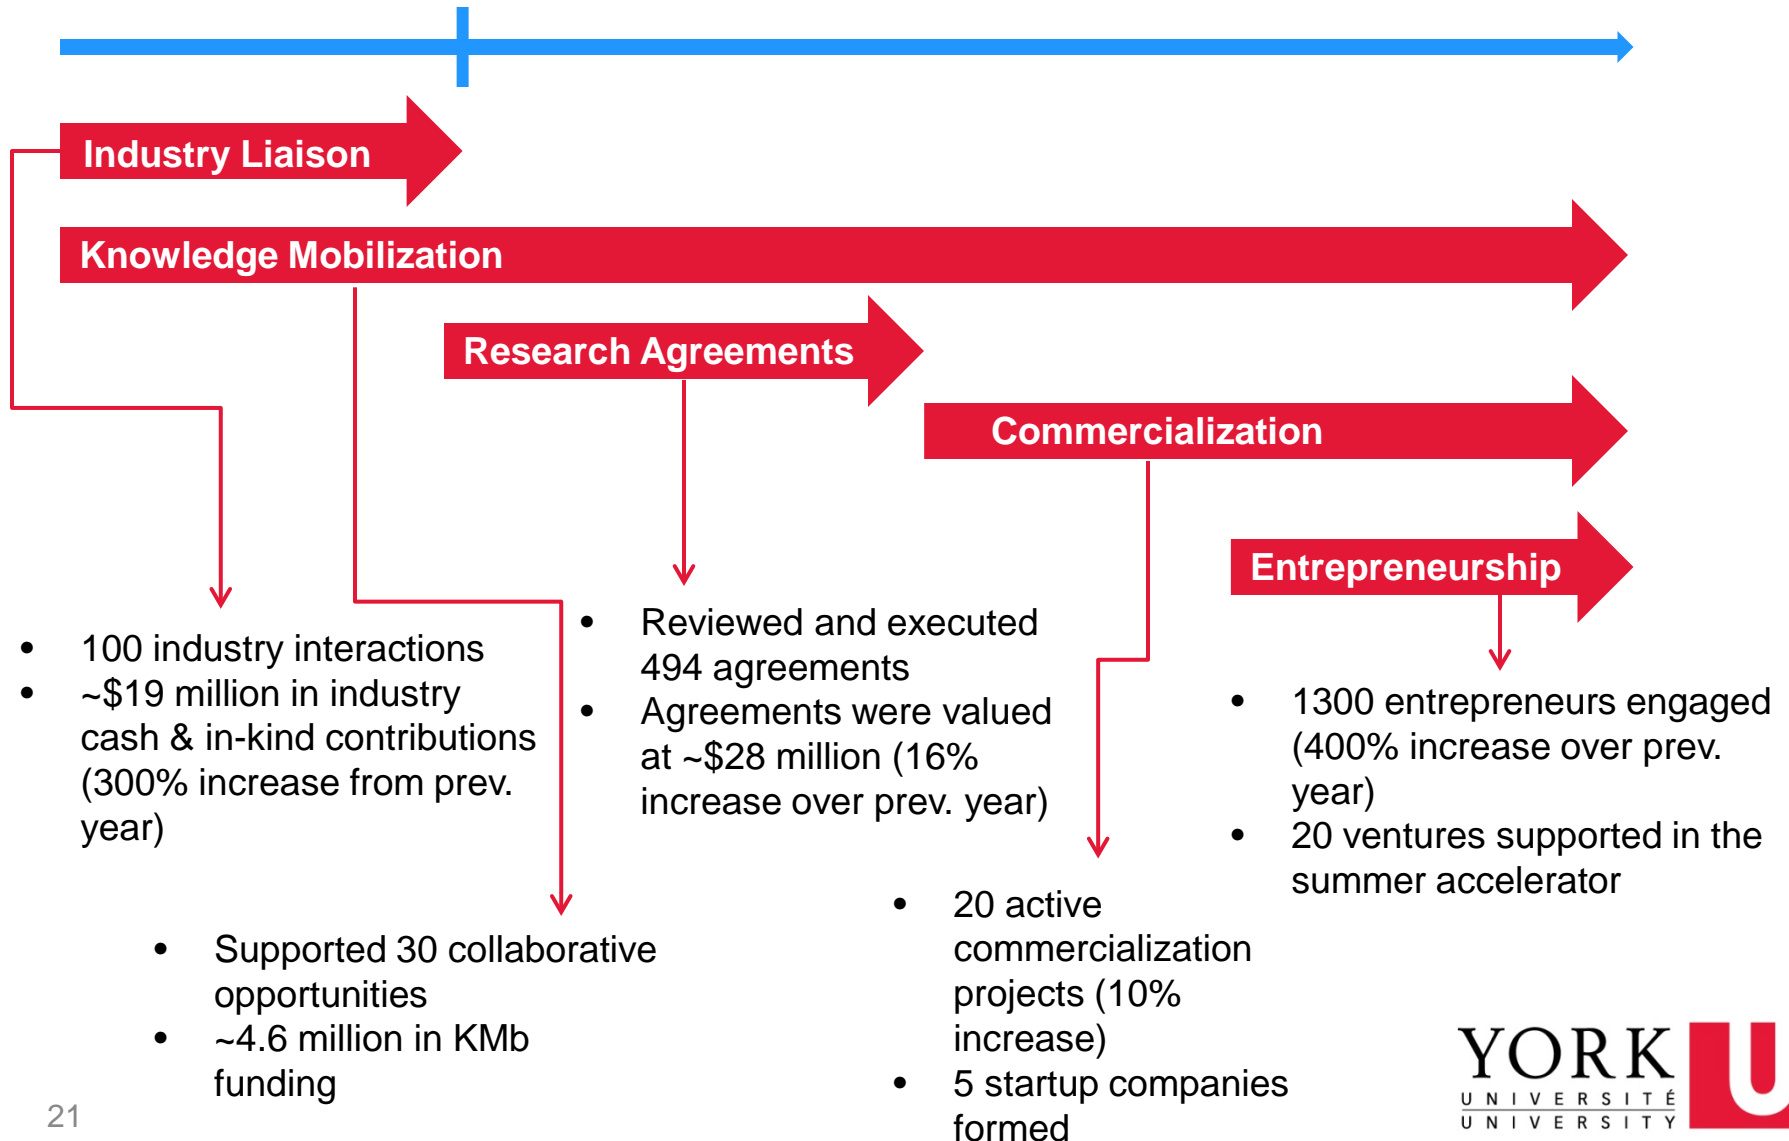 Industry Liaison
Knowledge Mobilization
Research Agreements
Commercialization
Entrepreneurship
• 100 industry interactions
• ~$19 million in industry
cash & in-kind contributions
(300% increase from prev.
year)
• Supported 30 collaborative
opportunities
• ~4.6 million in KMb
funding
• Reviewed and executed
494 agreements
• Agreements were valued
at ~$28 million (16%
increase over prev. year)
• 20 active
commercialization
projects (10%
increase)
• 5 startup companies
formed
• 1300 entrepreneurs engaged
(400% increase over prev.
year)
• 20 ventures supported in the
summer accelerator
YORK
UNIVERSITÉ
UNIVERSITY
U
21